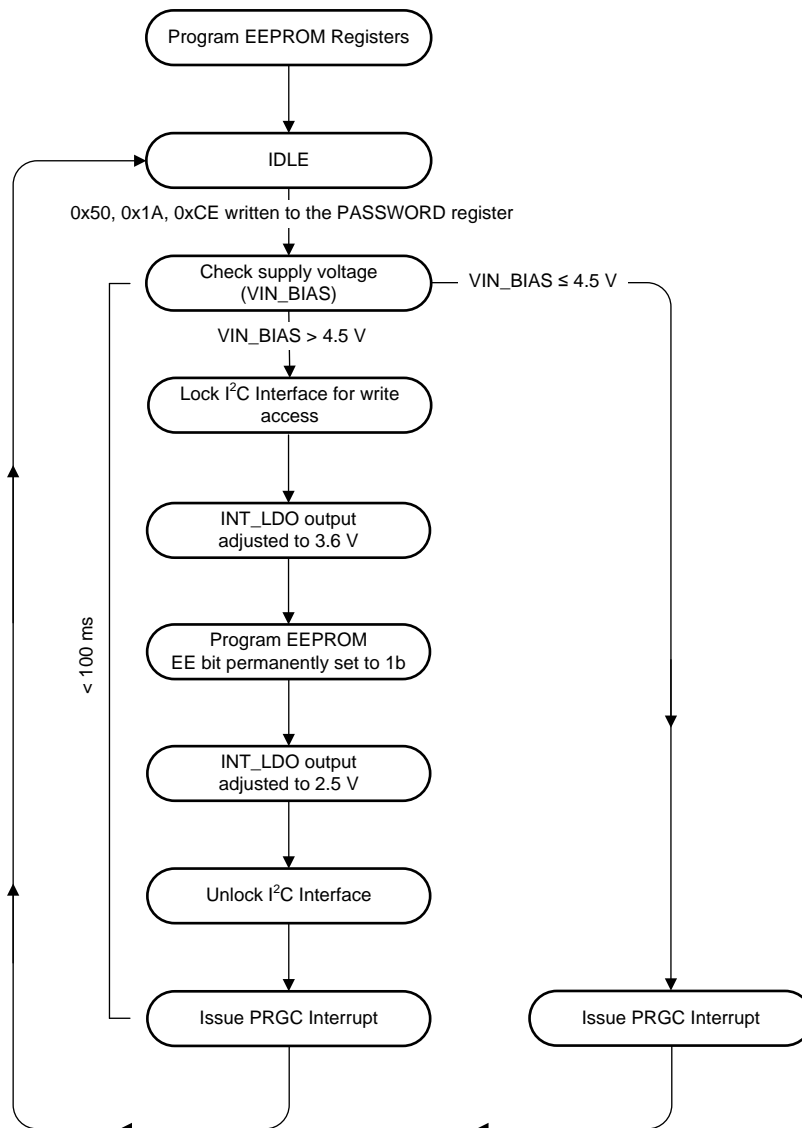 Program EEPROM Registers
IDLE
0x50, 0x1A, 0xCE written to the PASSWORD register
Check supply voltage
(VIN_BIAS)
VIN_BIAS ≤ 4.5 V
VIN_BIAS > 4.5 V
Lock I²C Interface for write
access
INT_LDO output
adjusted to 3.6 V
< 100 ms
Program EEPROM
EE bit permanently set to 1b
INT_LDO output
adjusted to 2.5 V
Unlock I²C Interface
Issue PRGC Interrupt
Issue PRGC Interrupt